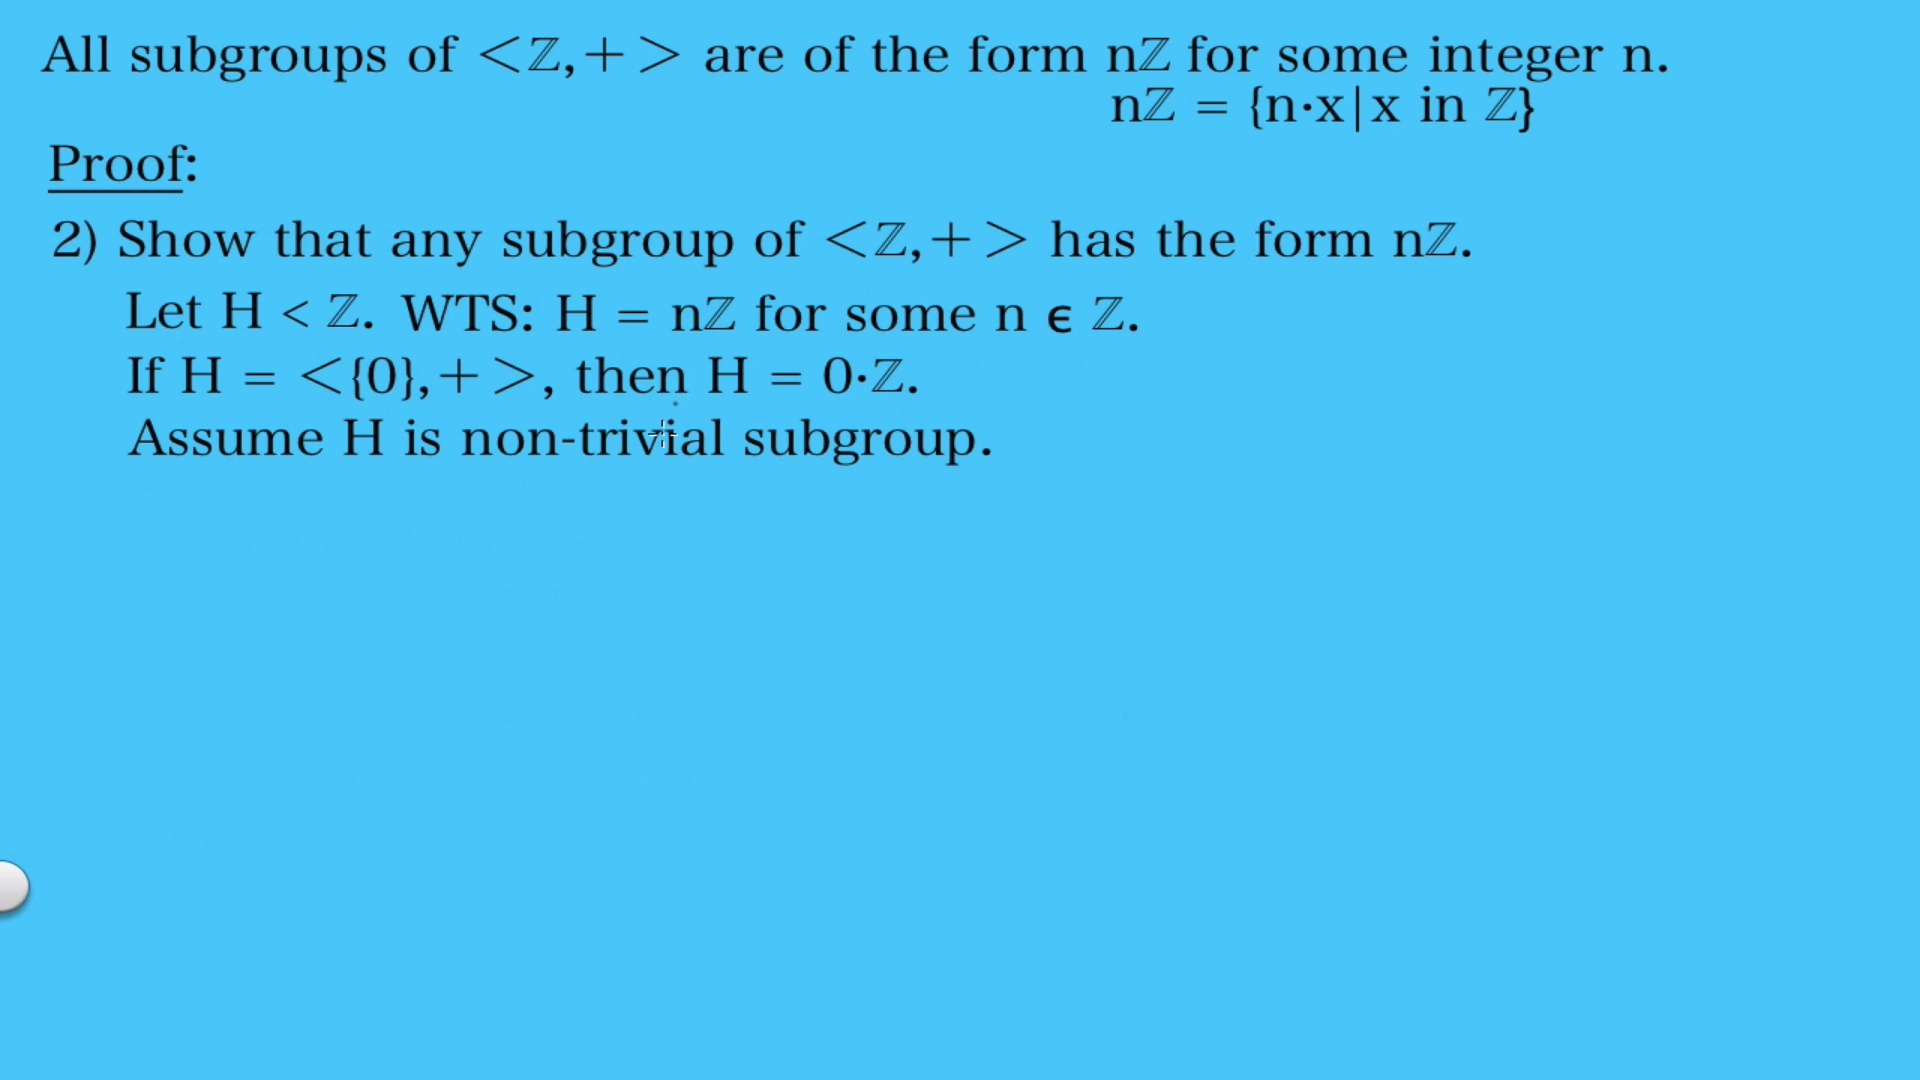 All subgroups of <ℤ,+> are of the form nℤ for some integer n.
nℤ = {n·x|x in ℤ}
Proof:
2) Show that any subgroup of <ℤ,+> has the form nℤ.
Let H < ℤ. WTS: H = nℤ for some n ϵ ℤ.
If H = <{0},+>, then H = 0·ℤ.
Assume H is non-trivial subgroup.